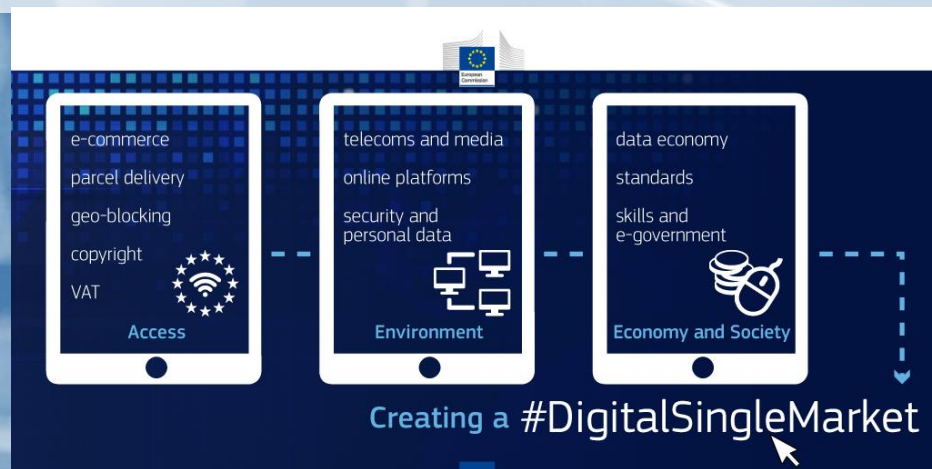 European
Commission
e-commerce
parcel delivery
geo-blocking
copyright
VAT
Access
telecoms and media
online platforms
security and
personal data
Environment
data economy
standards
skills and
e-government
Economy and Society
Creating a #DigitalSingleMarket